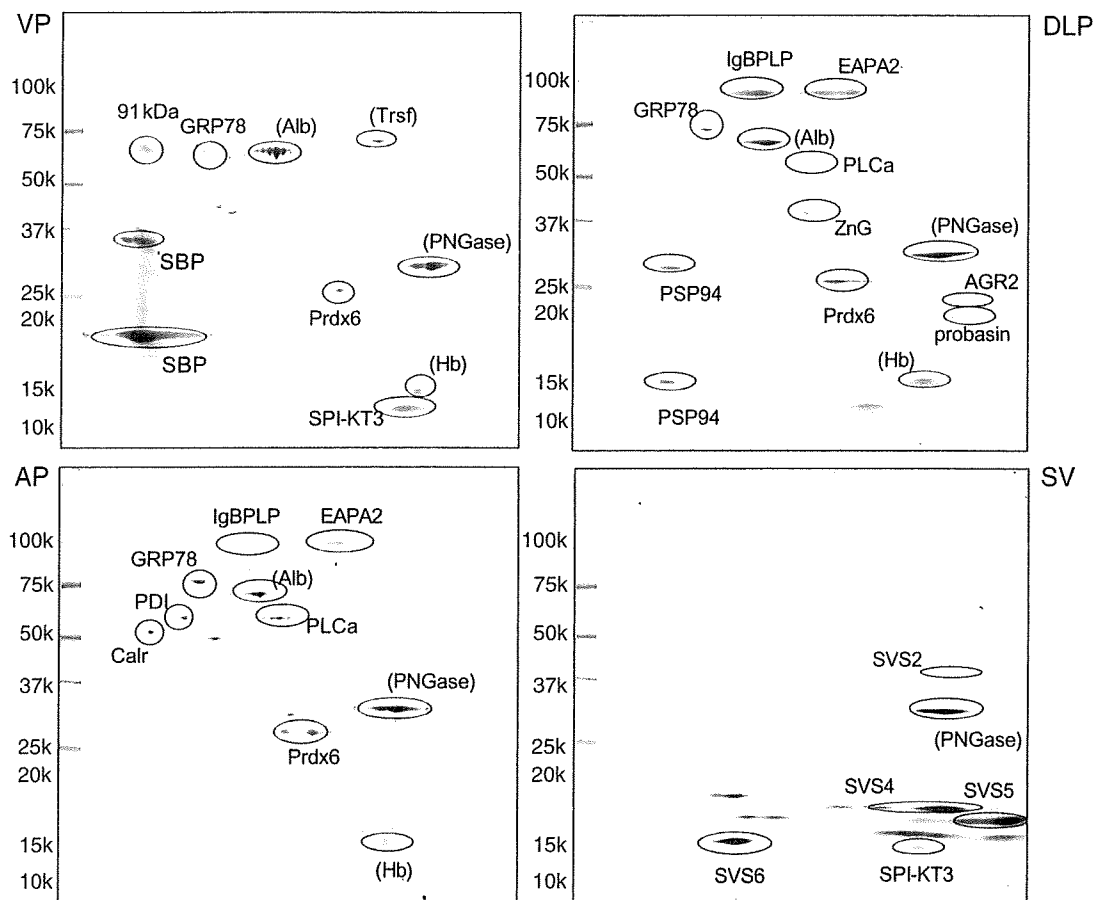 VP
100k
75k
50k
37k
25k
20k
15k
10k
91kDa
GRP78
(Alb)
(Trsf)
SBP
(PNGase)
Prdx6
SBP
(Hb)
SPI-KT3
DLP
100k
75k
50k
37k
25k
20k
15k
10k
IgBPLP
EAPA2
GRP78
(Alb)
PLCa
ZnG
(PNGase)
PSP94
Prdx6
AGR2
probasin
(Hb)
PSP94
AP
100k
75k
50k
37k
25k
20k
15k
10k
IgBPLP
EAPA2
GRP78
(Alb)
PDI
PLCa
Calr
(PNGase)
Prdx6
(Hb)
SV
100k
75k
50k
37k
25k
20k
15k
10k
SVS2
(PNGase)
SVS4
SVS5
SVS6
SPI-KT3